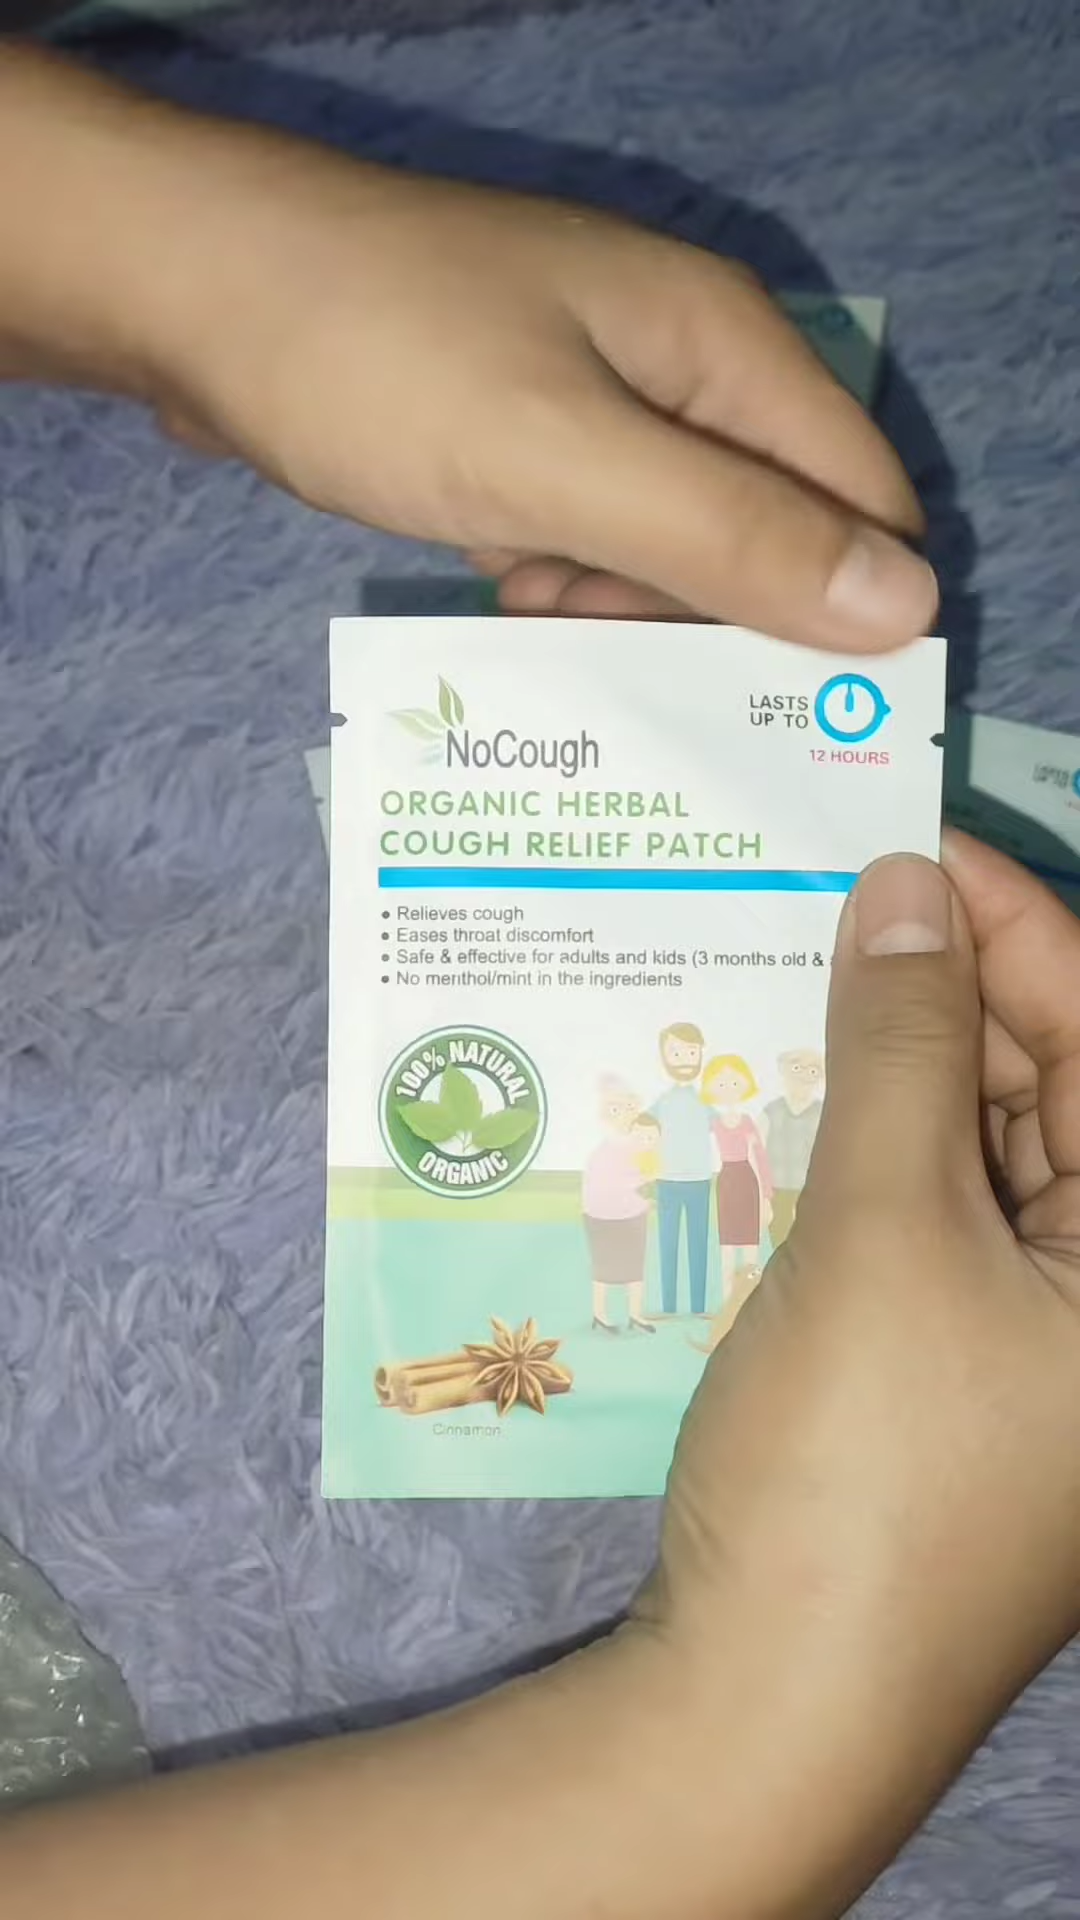 NoCough
LASTS
UP TO
12 HOURS
ORGANIC HERBAL
COUGH RELIEF PATCH
• Relieves cough
• Eases throat discomfort
• Safe & effective for adults and kids (3 months old &
• No menthol/mint in the ingredients
100% NATURAL
ORGANIC
Cinnamon